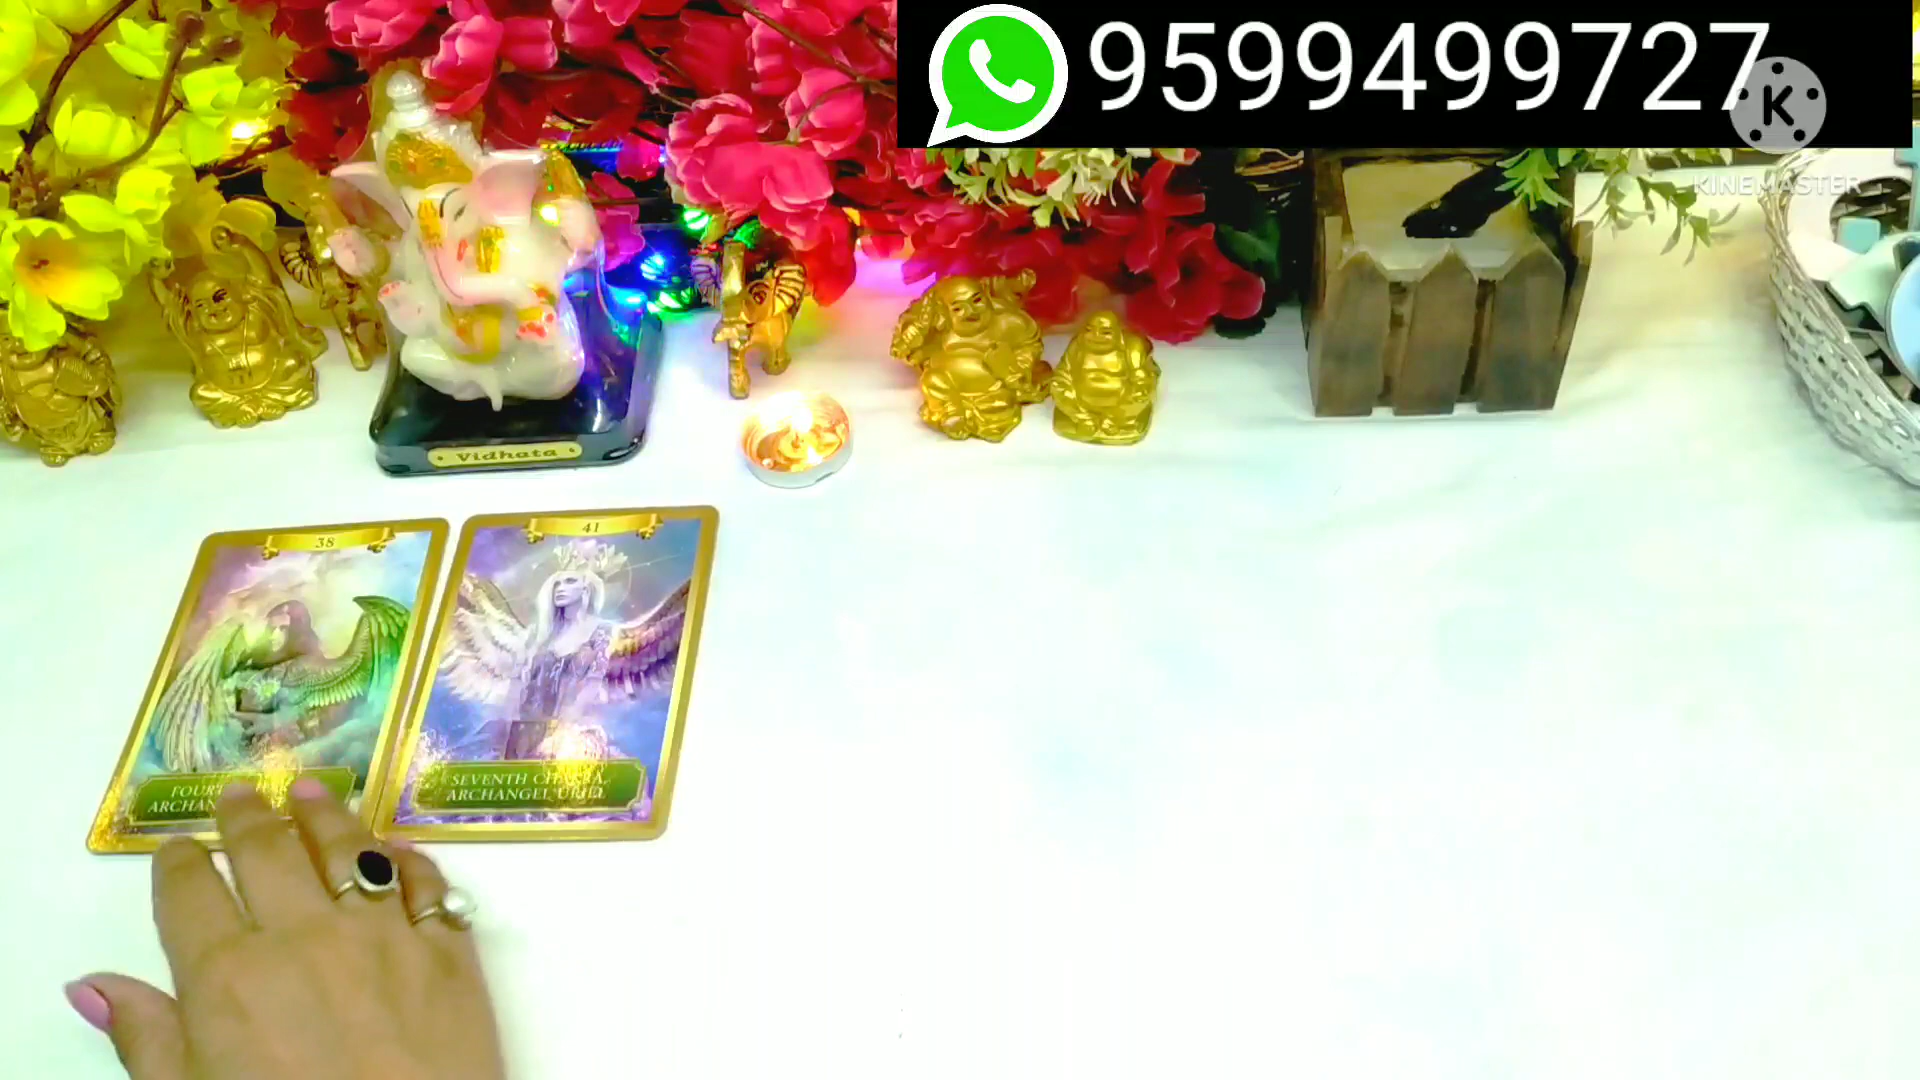 9599499727
K
KINEMASTER
Vidhata
38
41
SEVENTH CHAKRA,
ARCHANGEL URIEL